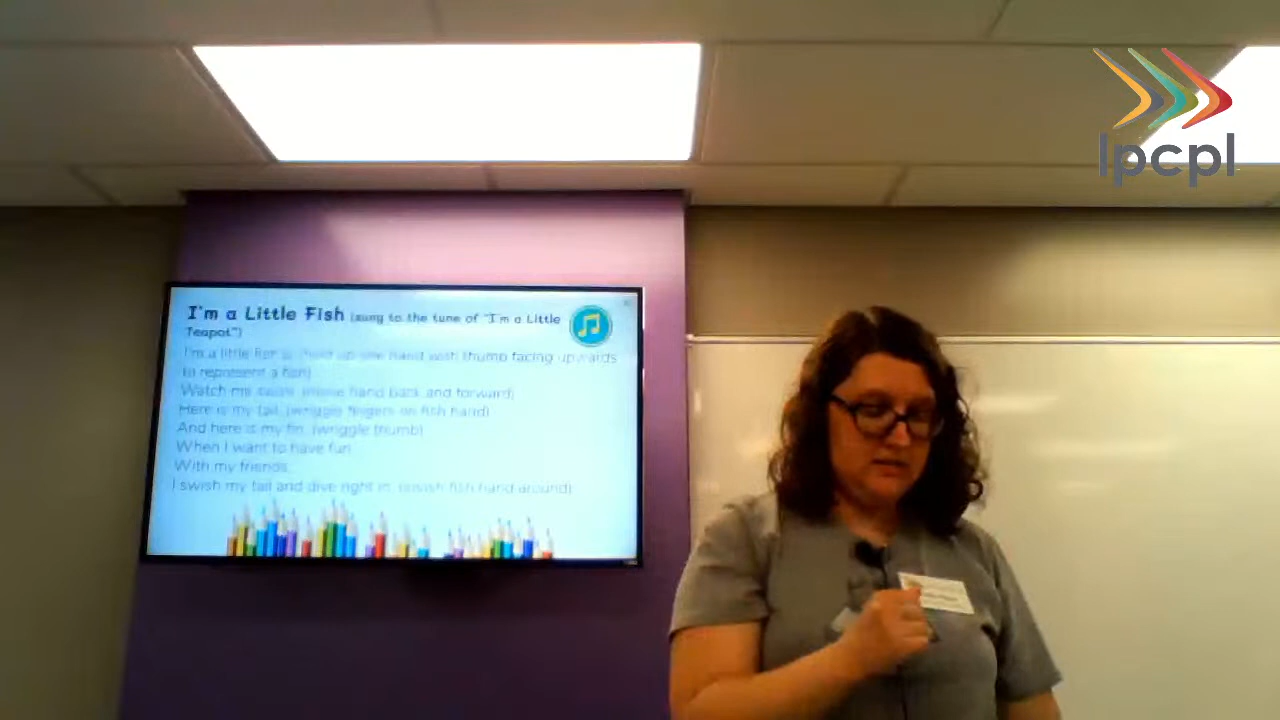 lpcpl
I'm a Little Fish (sung to the tune of "I'm a Little
Teapot")
I'm a little fish (hold up one hand with thumb facing upwards
to represent a fish)
Watch me swim. (move hand back and forward)
Here is my tail, (wriggle fingers on fish hand)
And here is my fin. (wriggle thumb)
When I want to have fun
With my friends,
I swish my tail and dive right in. (swish fish hand around)